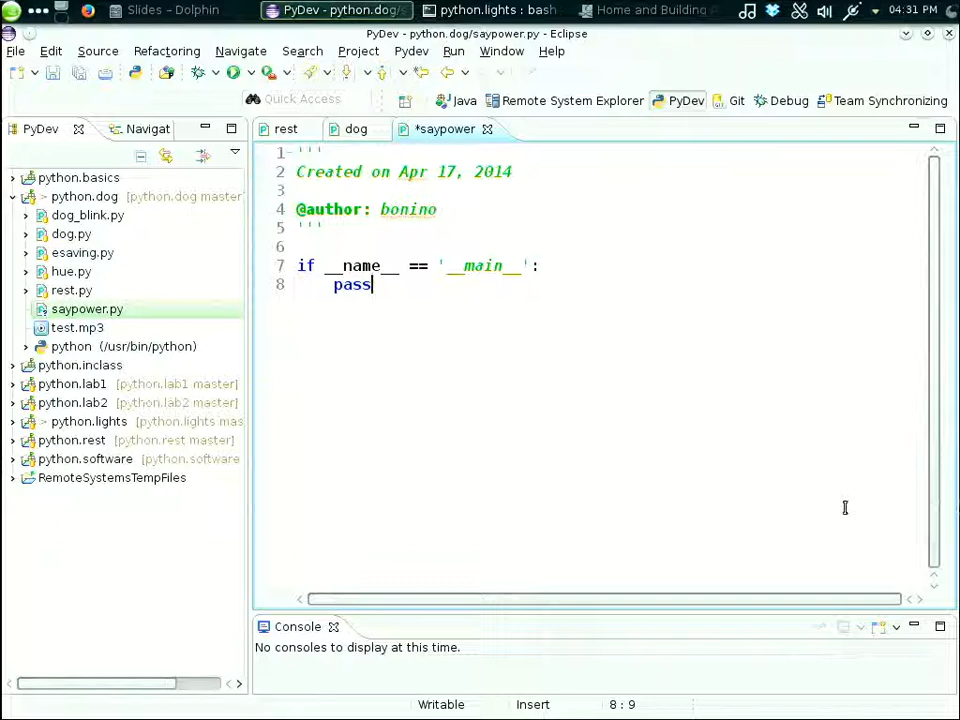 Slides – Dolphin
PyDev - python.dog/s
python.lights : bash
Home and Building
04:31 PM
PyDev - python.dog/saypower.py - Eclipse
File Edit Source Refactoring Navigate Search Project Pydev Run Window Help
Quick Access
Java Remote System Explorer PyDev Git Debug Team Synchronizing
PyDev Navigat
rest dog *saypower
python.basics
> python.dog [python.dog master]
dog_blink.py
dog.py
esaving.py
hue.py
rest.py
saypower.py
test.mp3
python (/usr/bin/python)
python.inclass
python.lab1 [python.lab1 master]
python.lab2 [python.lab2 master]
> python.lights [python.lights mas
python.rest [python.rest master]
python.software [python.software
RemoteSystemsTempFiles
1 '''
2 Created on Apr 17, 2014
3
4 @author: bonino
5 '''
6
7 if __name__ == '__main__':
8 pass
Console
No consoles to display at this time.
Writable Insert 8 : 9